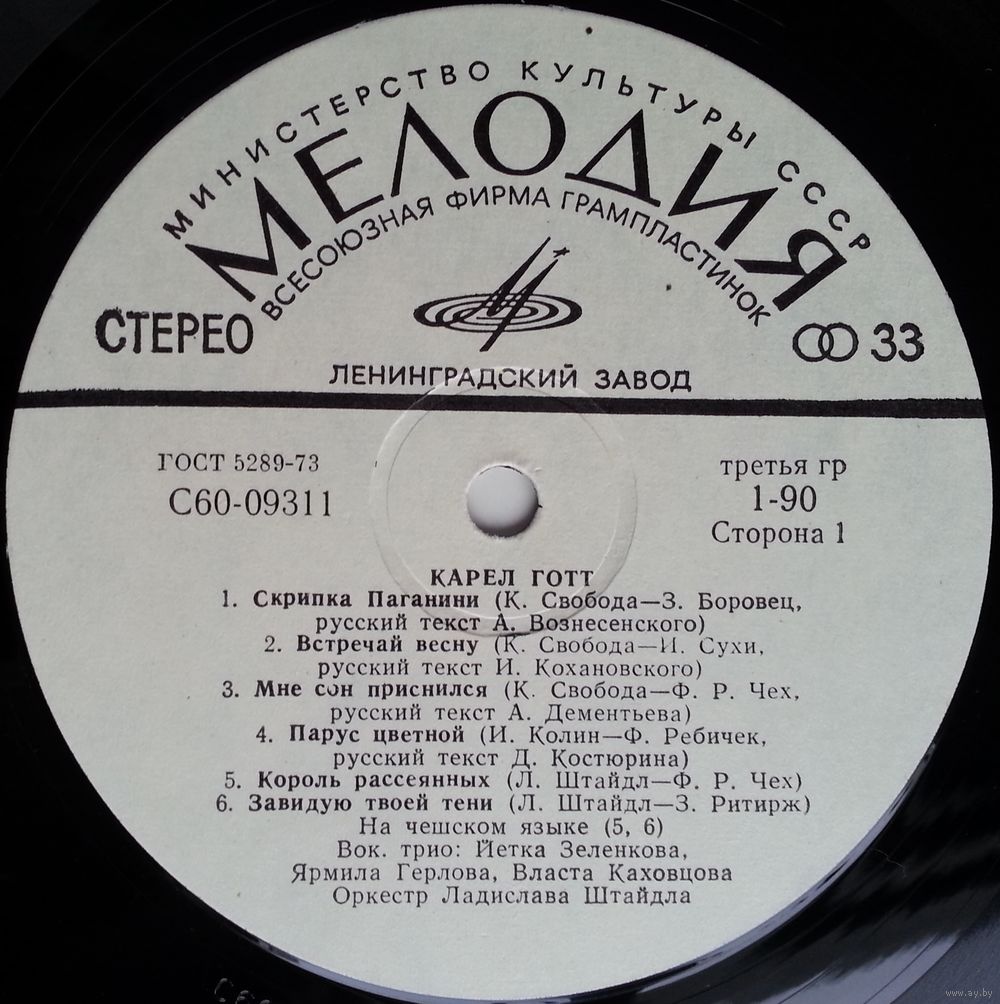 МИНИСТЕРСТВО КУЛЬТУРЫ СССР
МЕЛОДИЯ
ВСЕСОЮЗНАЯ ФИРМА ГРАМПЛАСТИНОК
СТЕРЕО
33
ЛЕНИНГРАДСКИЙ ЗАВОД
ГОСТ 5289-73
С60-09311
третья гр
1-90
Сторона 1
КАРЕЛ ГОТТ
1. Скрипка Паганини (К. Свобода—З. Боровец,
русский текст А. Вознесенского)
2. Встречай весну (К. Свобода—И. Сухи,
русский текст И. Кохановского)
3. Мне сон приснился (К. Свобода—Ф. Р. Чех,
русский текст А. Дементьева)
4. Парус цветной (И. Колин—Ф. Ребичек,
русский текст Д. Костюрина)
5. Король рассеянных (Л. Штайдл—Ф. Р. Чех)
6. Завидую твоей тени (Л. Штайдл—З. Ритирж)
На чешском языке (5, 6)
Вок. трио: Йетка Зеленкова,
Ярмила Герлова, Власта Каховцова
Оркестр Ладислава Штайдла
www.ay.by